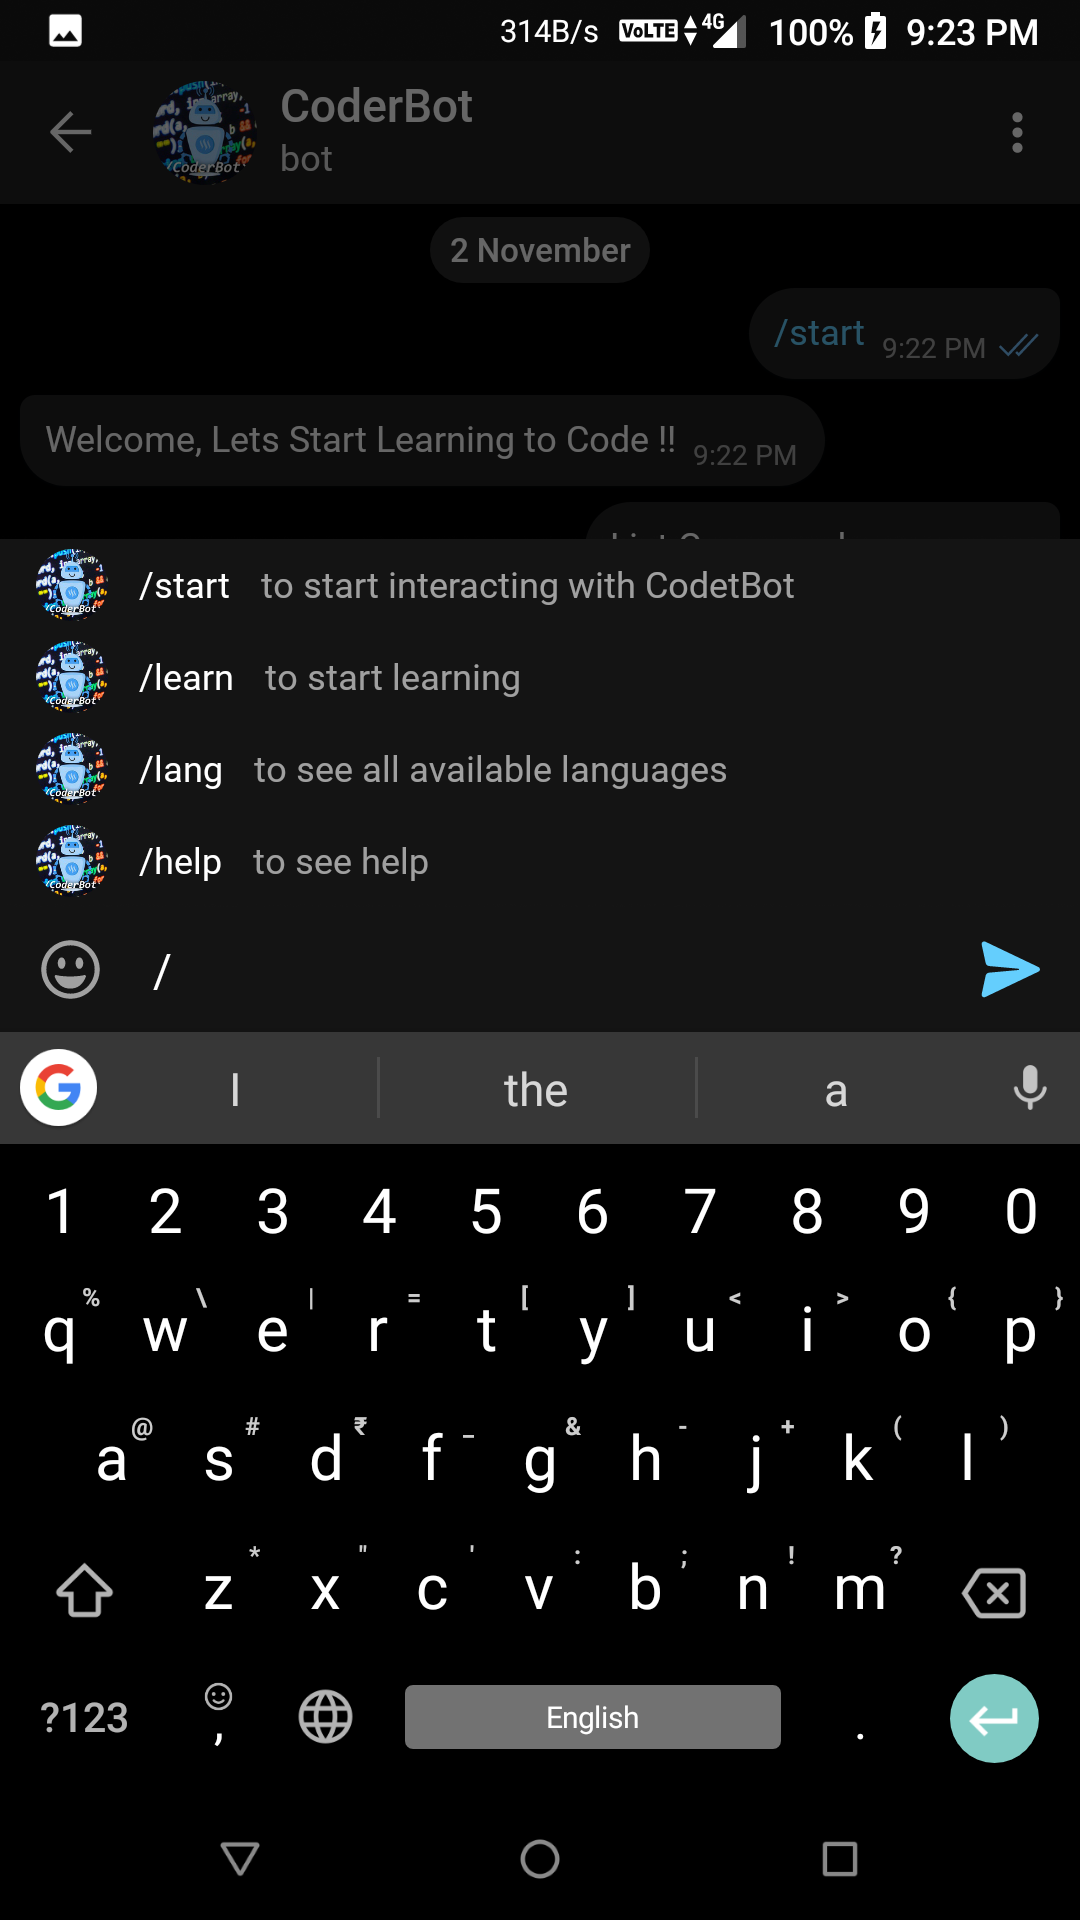 314B/s VoLTE 4G 100% 9:23 PM
CoderBot
bot
2 November
/start 9:22 PM
Welcome, Lets Start Learning to Code !! 9:22 PM
/start to start interacting with CodetBot
/learn to start learning
/lang to see all available languages
/help to see help
/
I the a
1 2 3 4 5 6 7 8 9 0
% \ | = [ ] < > { }
q w e r t y u i o p
@ # ₹ _ & - + ( )
a s d f g h j k l
* " ' : ; ! ?
z x c v b n m
?123 , English .